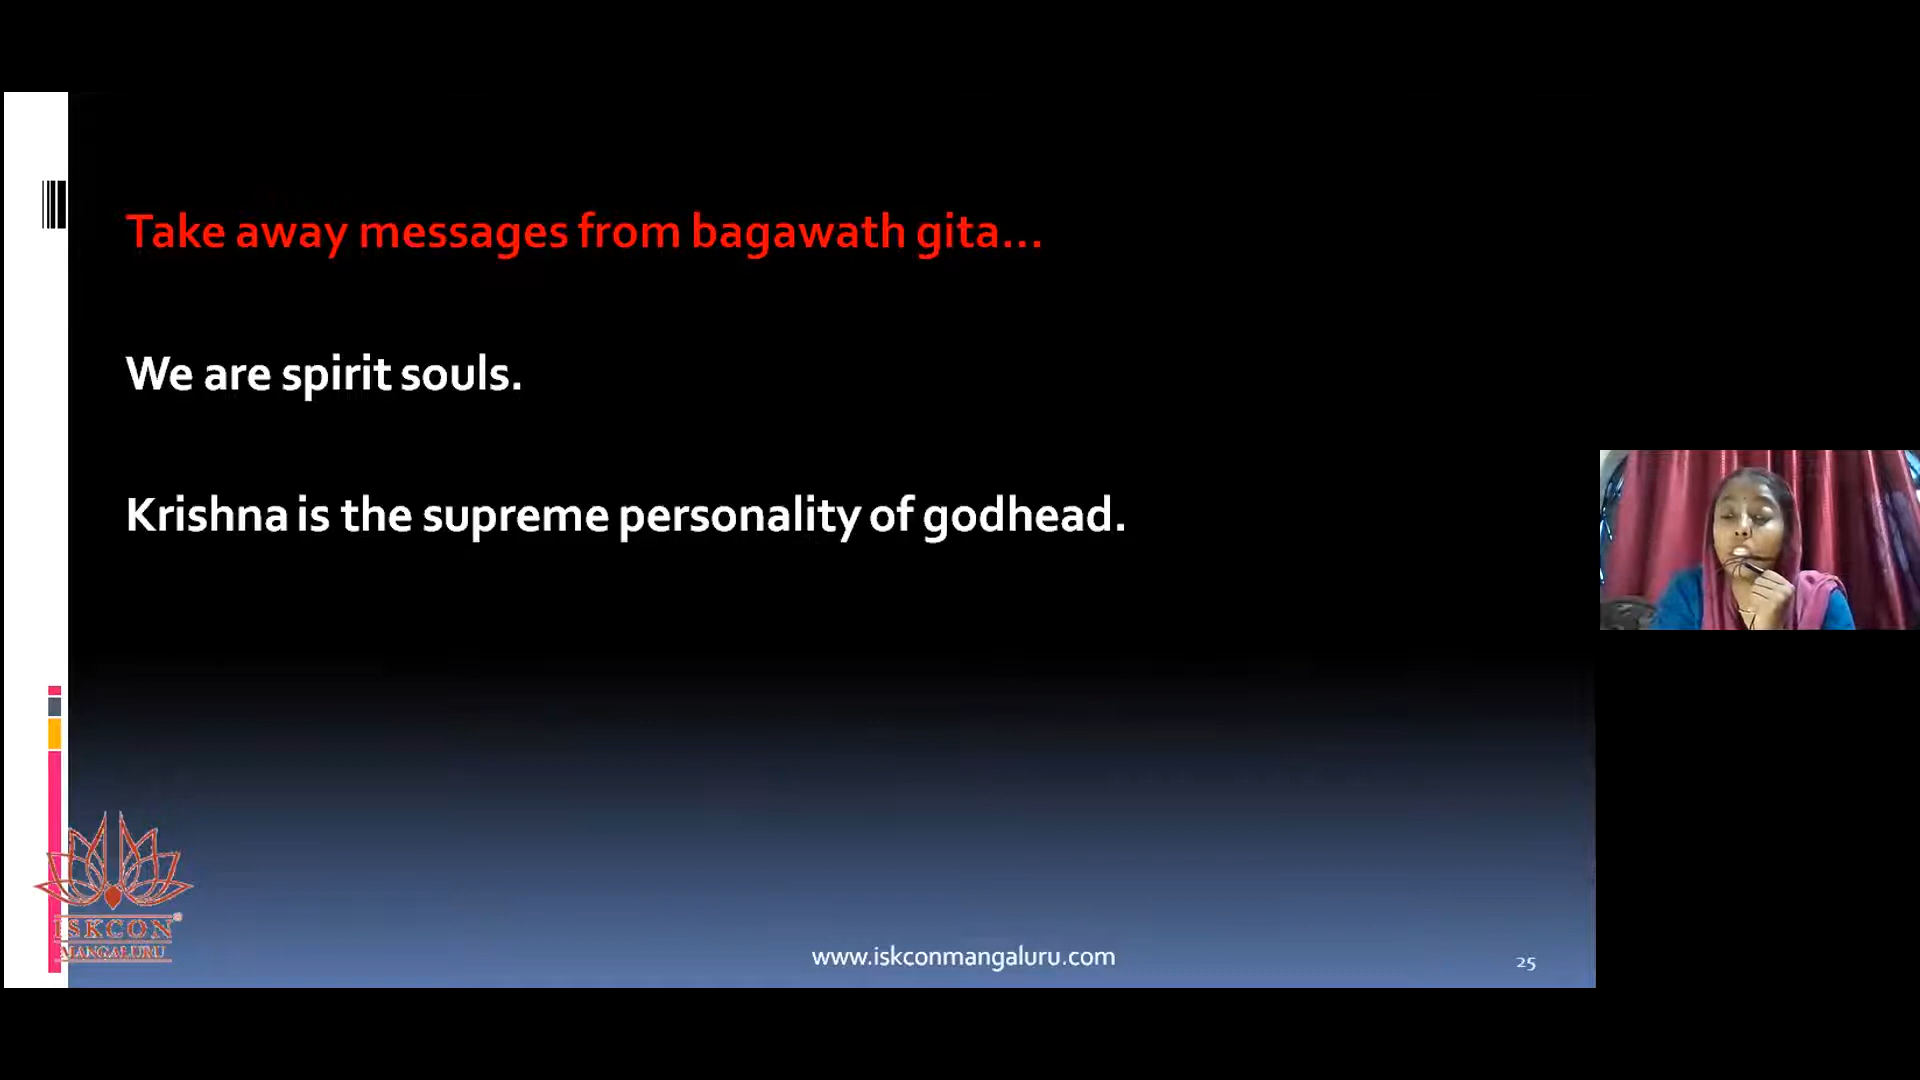 Take away messages from bagawath gita...
We are spirit souls.
Krishna is the supreme personality of godhead.
ISKCON
MANGALURU
www.iskconmangaluru.com
25